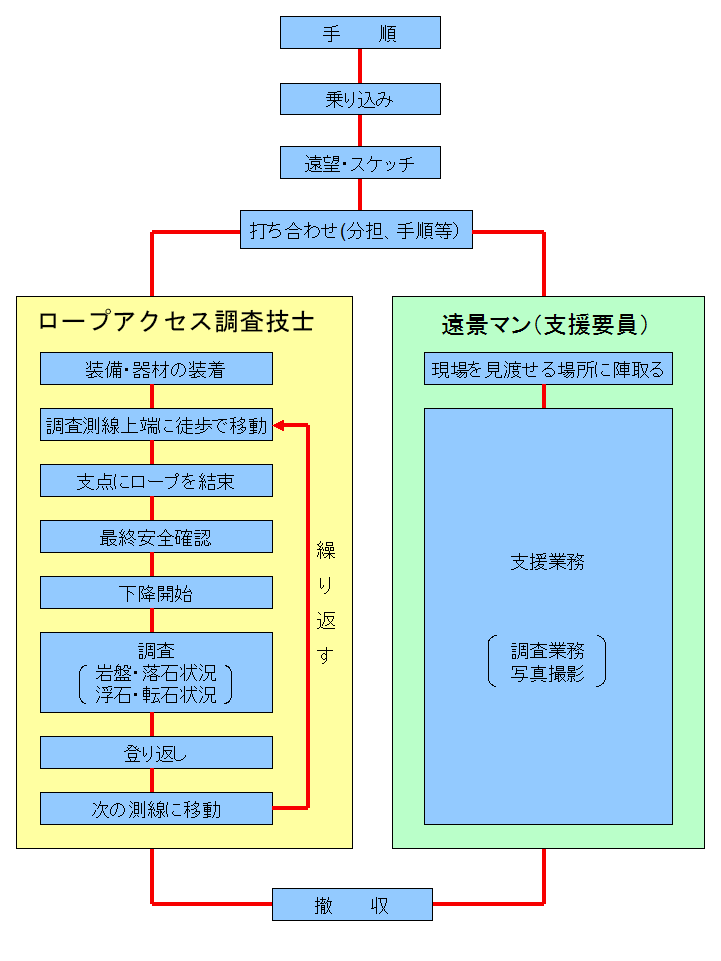 手　　順
乗り込み
遠望・スケッチ
打ち合わせ(分担、手順等)
ロープアクセス調査技士
装備・器材の装着
調査測線上端に徒歩で移動
支点にロープを結束
最終安全確認
下降開始
調査
岩盤・落石状況
浮石・転石状況
登り返し
次の測線に移動
繰り返す
遠景マン(支援要員)
現場を見渡せる場所に陣取る
支援業務
調査業務
写真撮影
撤　　収